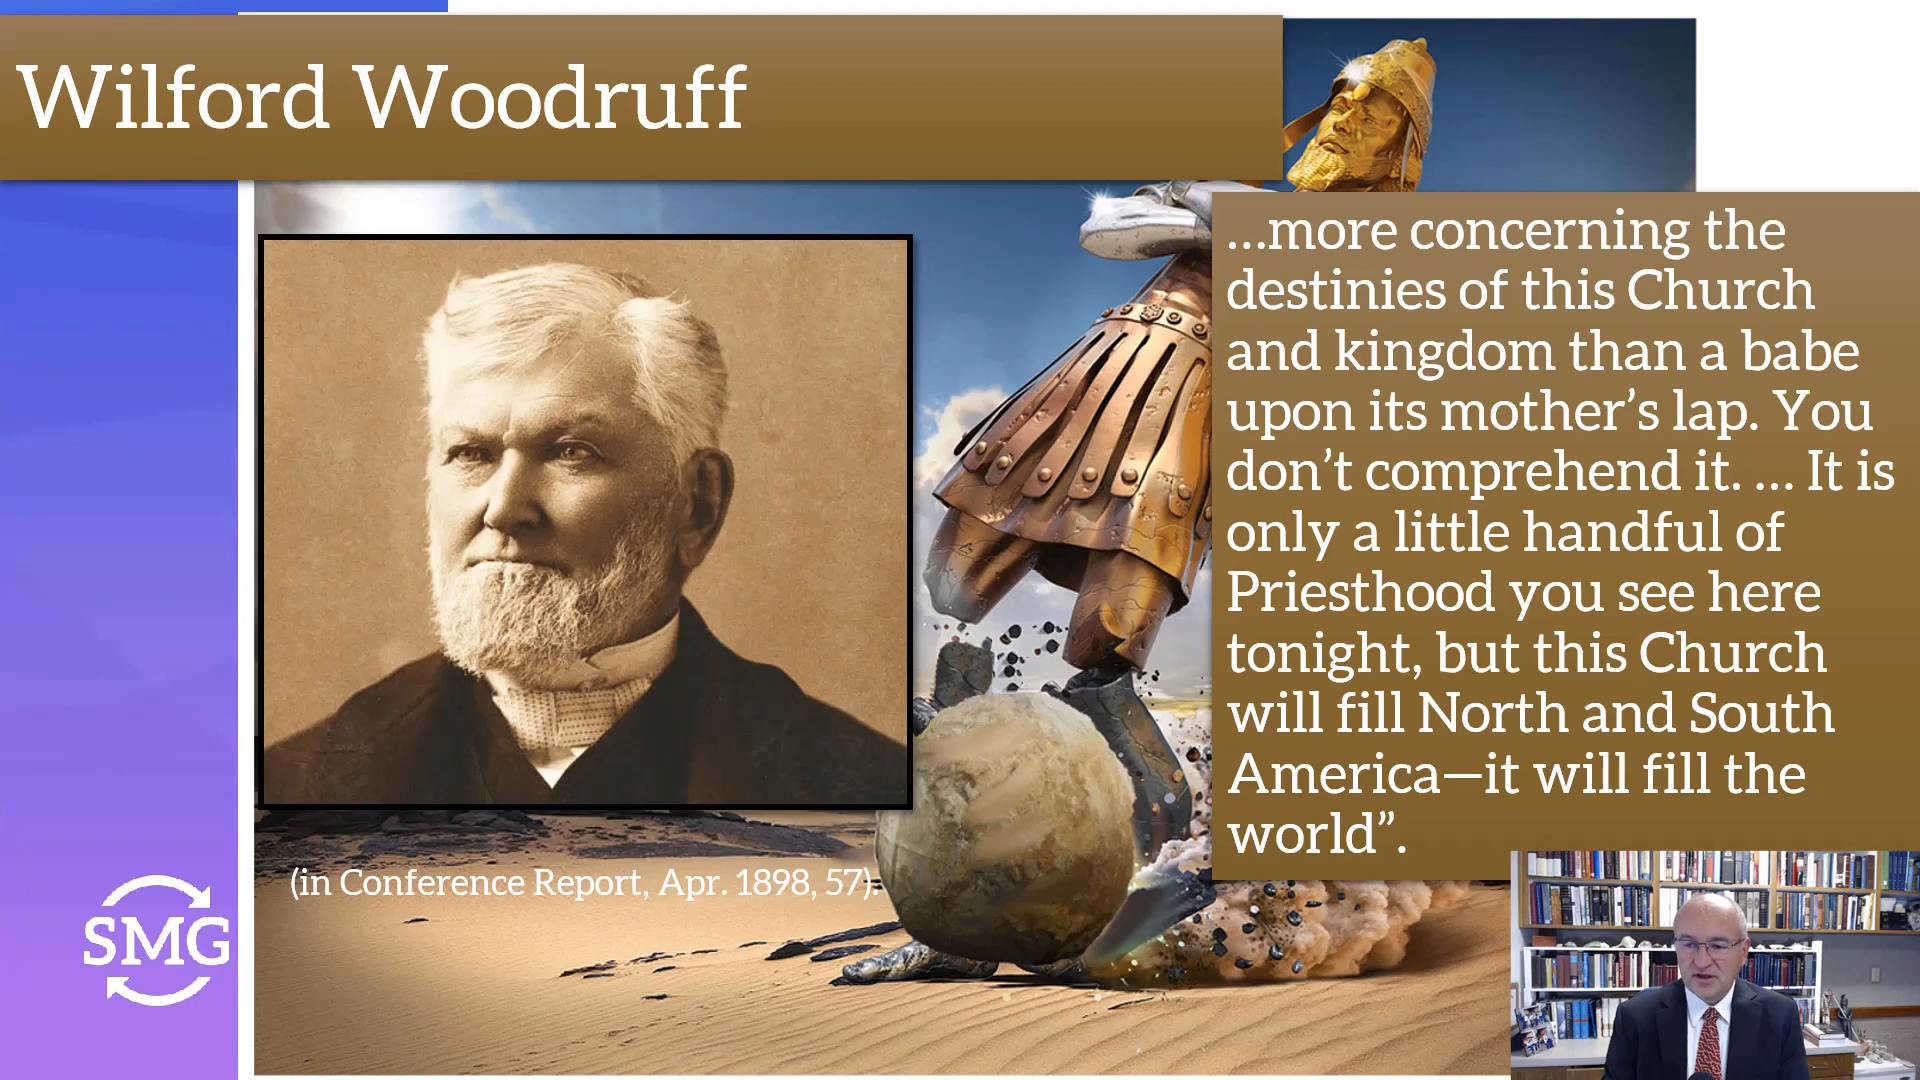 Wilford Woodruff
…more concerning the
destinies of this Church
and kingdom than a babe
upon its mother’s lap. You
don’t comprehend it. … It is
only a little handful of
Priesthood you see here
tonight, but this Church
will fill North and South
America—it will fill the
world”.
(in Conference Report, Apr. 1898, 57).
SMG